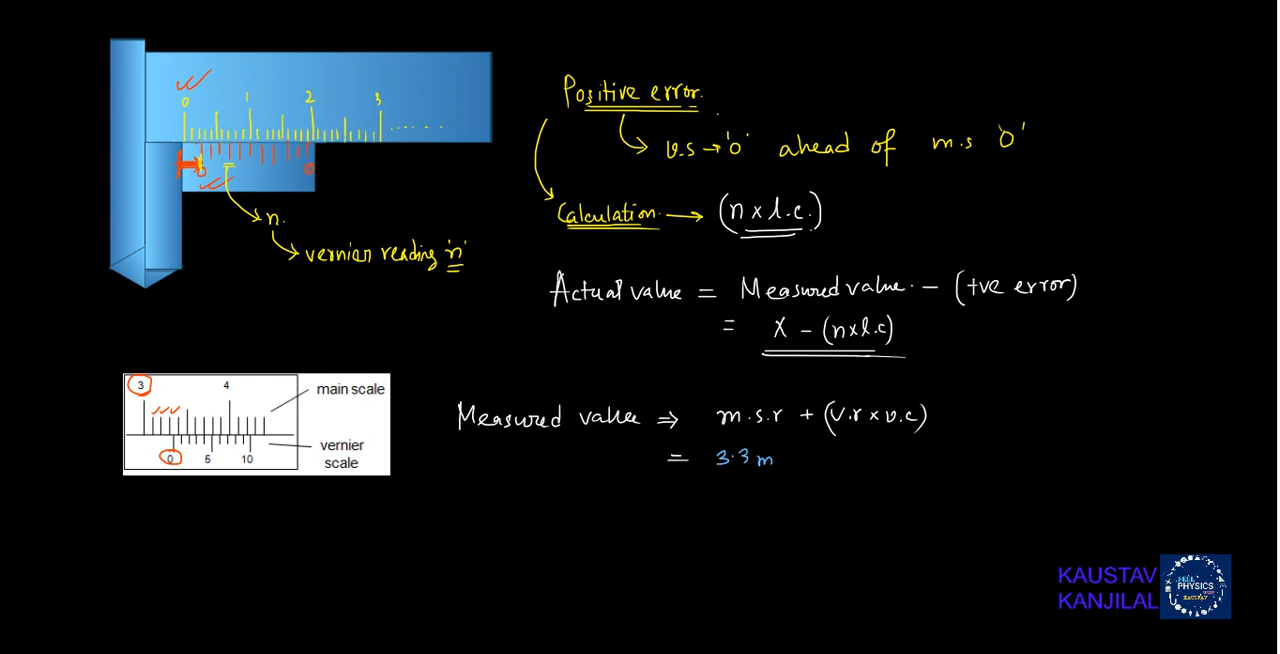 0 1 2 3 ......
0 10
n.
vernier reading 'n'
Positive error.
v.s → '0' ahead of m.s '0'
Calculation. → (n x l.c.)
Actual value = Measured value. - (+ve error)
= x - (n x l.c)
3 4
main scale
vernier
scale
0 5 10
Measured value ⇒ m.s.r + (v.r x v.c)
= 3.3 m
KAUSTAV
KANJILAL
PHYSICS
KAUSTAV